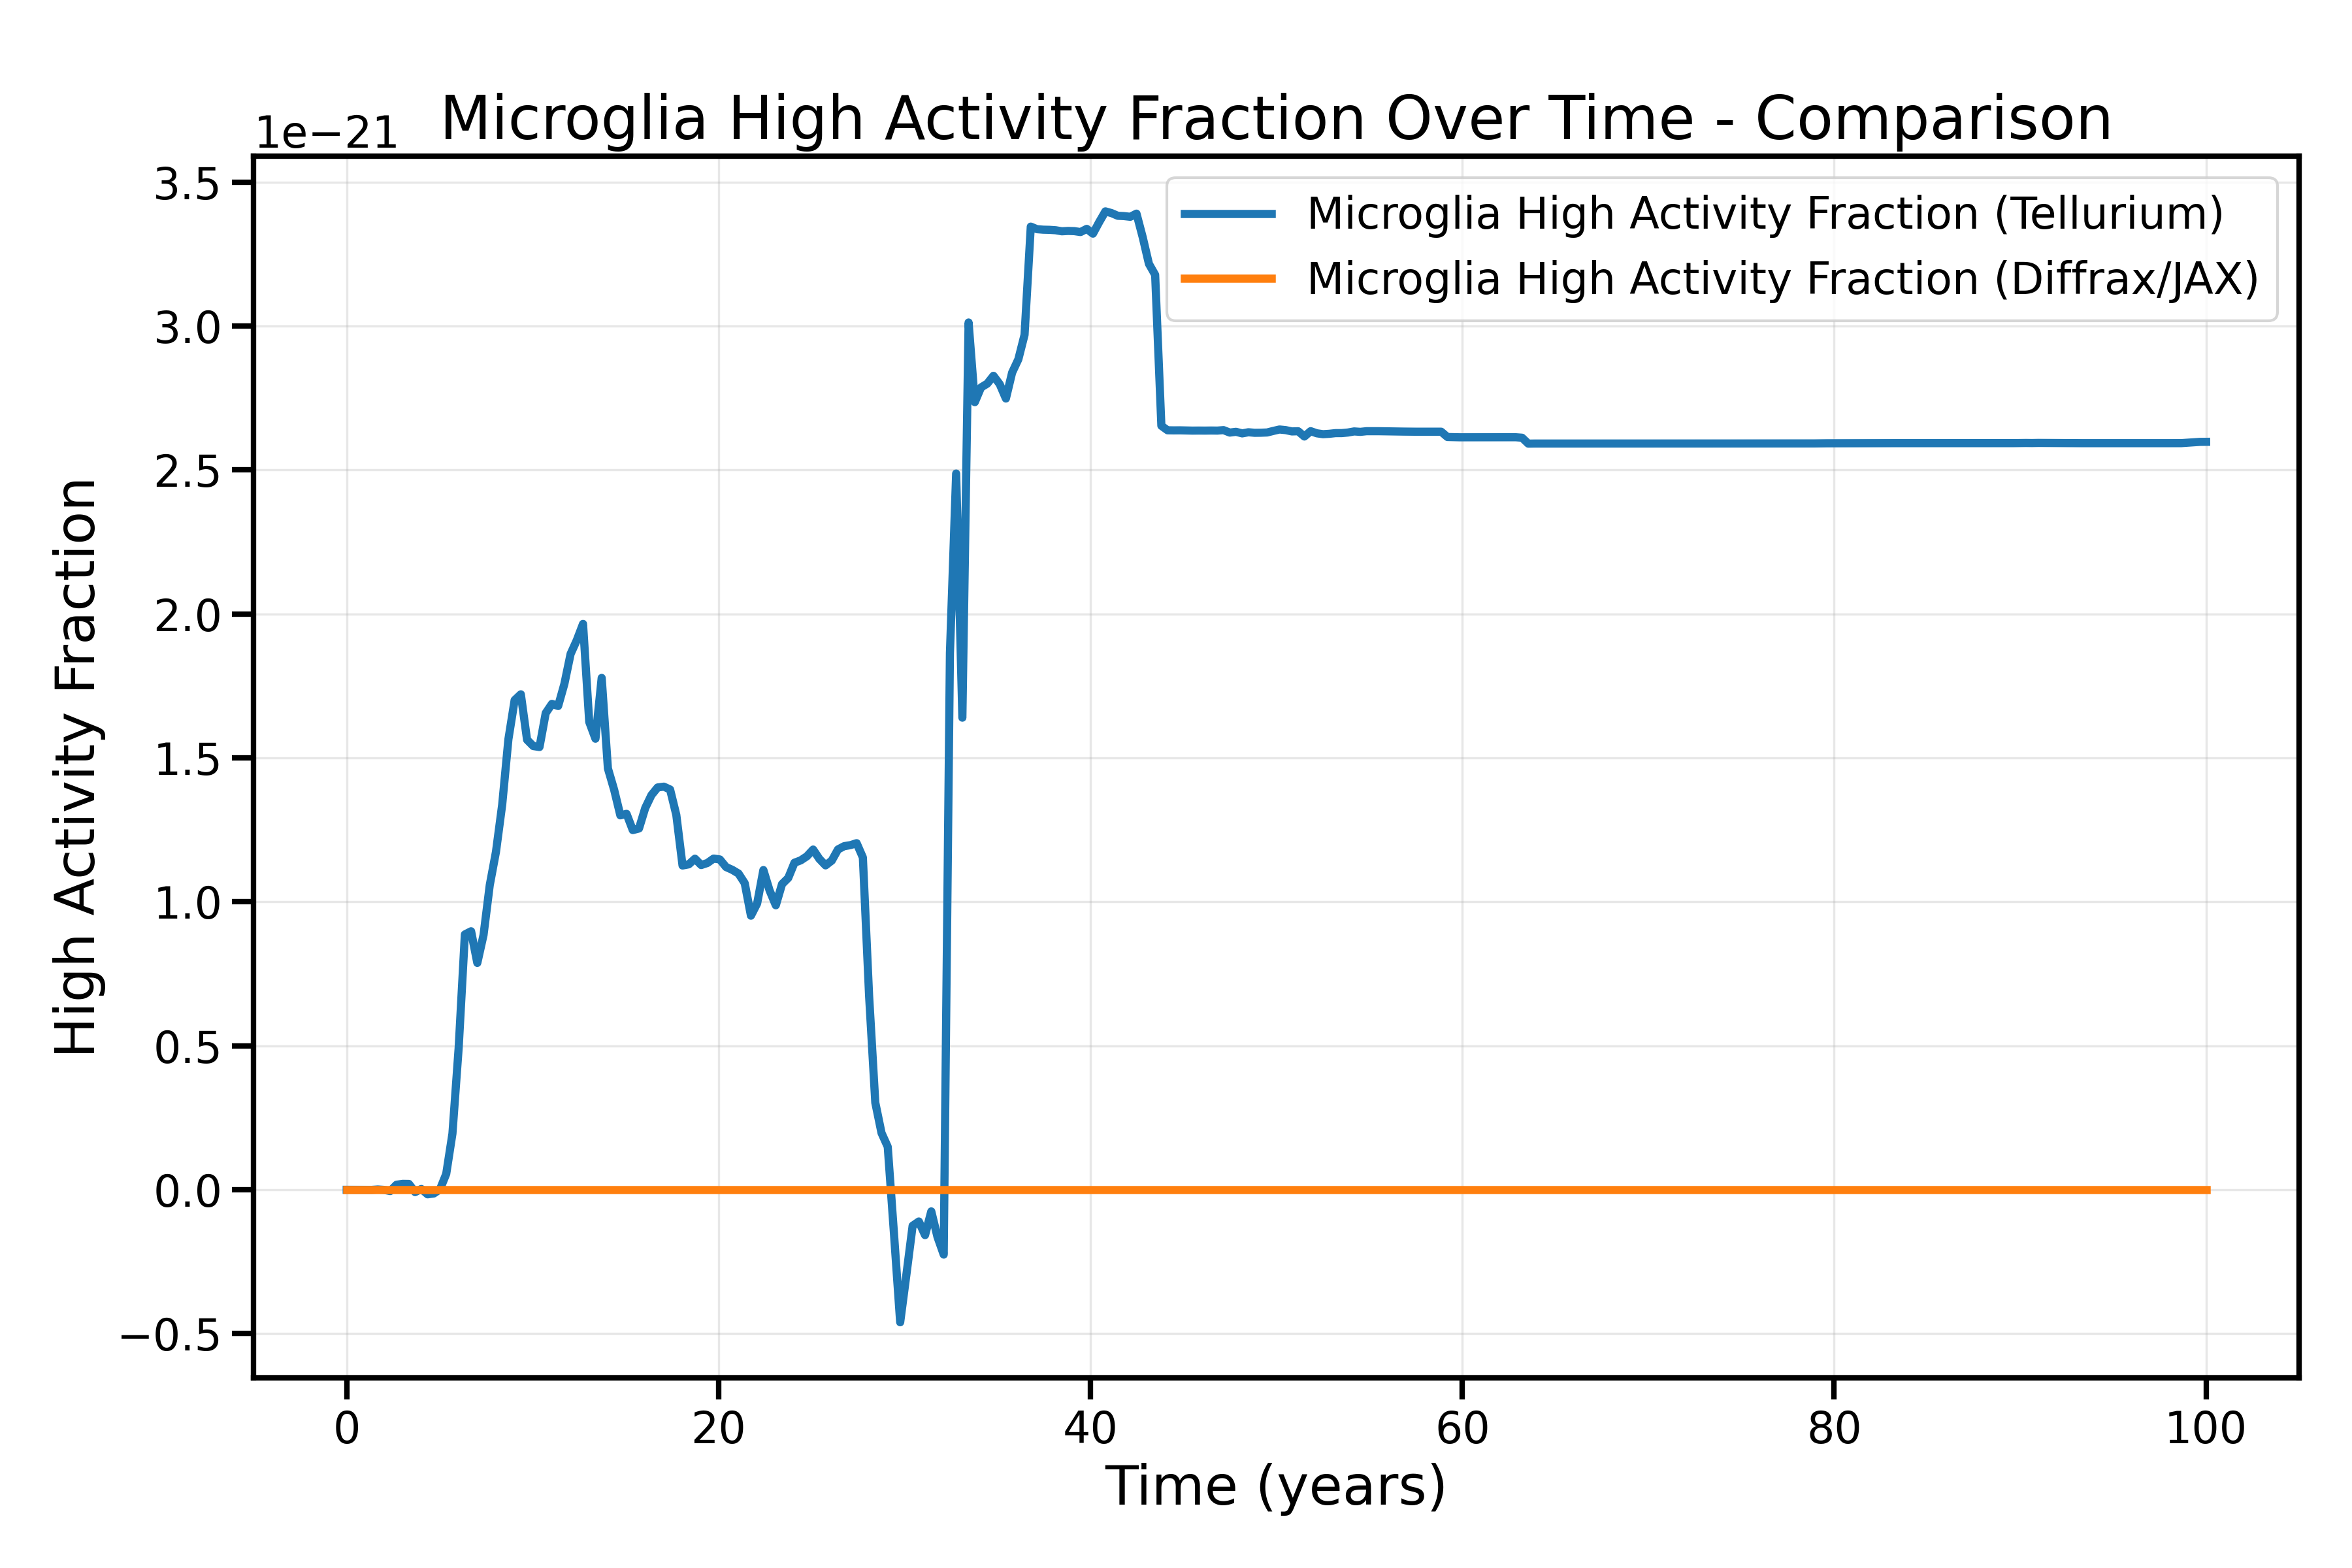 Microglia High Activity Fraction Over Time - Comparison
1e−21
Microglia High Activity Fraction (Tellurium)
Microglia High Activity Fraction (Diffrax/JAX)
High Activity Fraction
3.5
3.0
2.5
2.0
1.5
1.0
0.5
0.0
−0.5
0 20 40 60 80 100
Time (years)